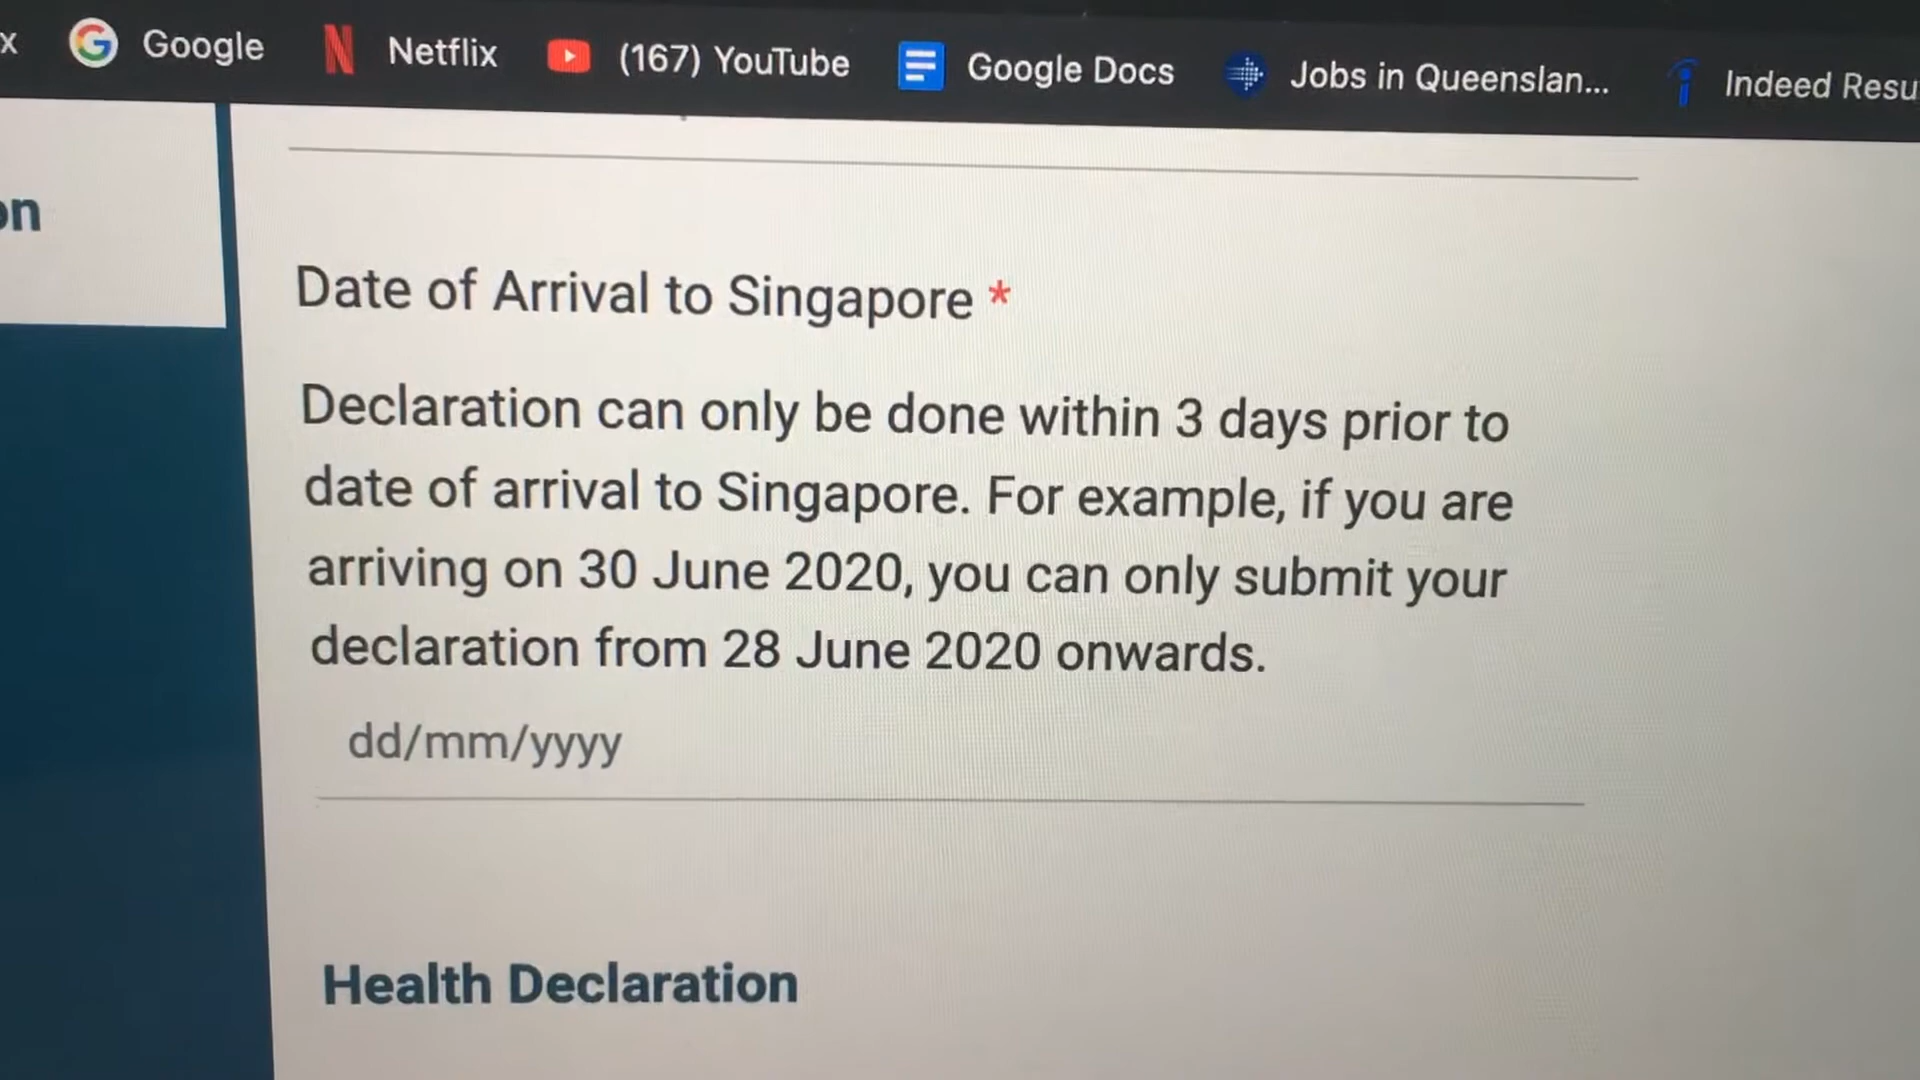 x Google Netflix (167) YouTube Google Docs Jobs in Queenslan... Indeed Resu
on
Date of Arrival to Singapore *
Declaration can only be done within 3 days prior to
date of arrival to Singapore. For example, if you are
arriving on 30 June 2020, you can only submit your
declaration from 28 June 2020 onwards.
dd/mm/yyyy
Health Declaration